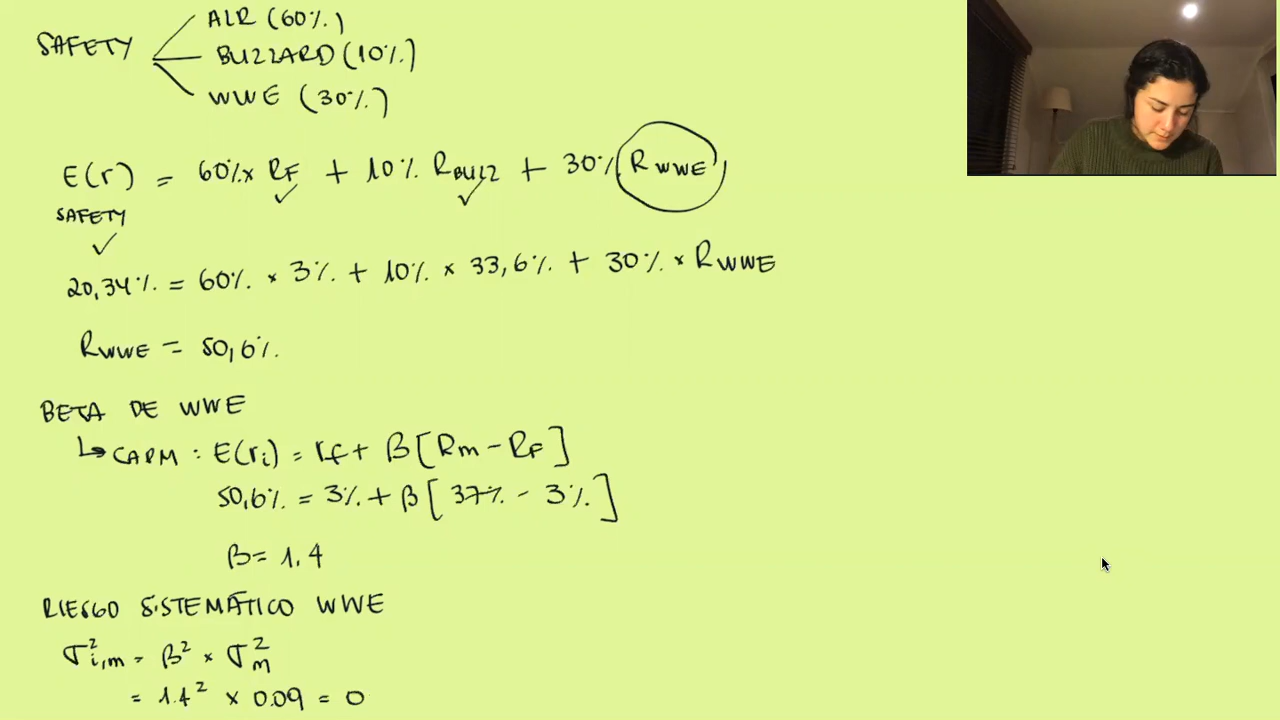 SAFETY
ALR (60%)
BUZZARD (10%)
WWE (30%)
E(r) = 60% x RF + 10% RBUZZ + 30% RWWE
SAFETY
20,34% = 60% x 3% + 10% x 33,6% + 30% x RWWE
RWWE = 50,6%.
BETA DE WWE
↳ CAPM : E(ri) = rf + β[Rm - RF]
50,6% = 3% + β[37% - 3%]
β = 1.4
RIESGO SISTEMÁTICO WWE
σ²i,m = β² x σ²m
= 1.4² x 0.09 = 0